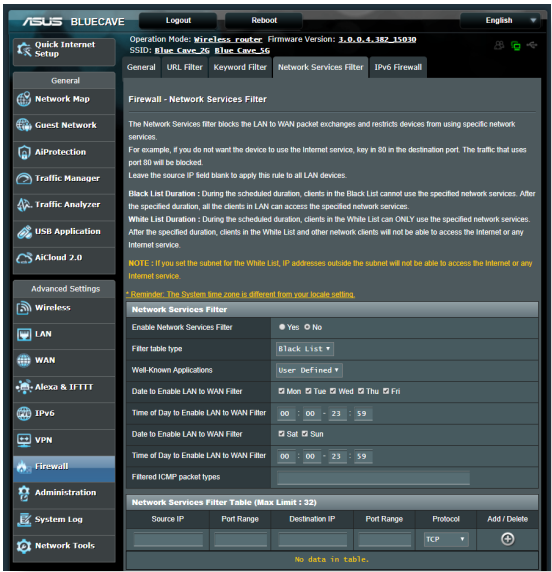 ASUS BLUECAVE Logout Reboot English
Quick Internet
Setup
Operation Mode: Wireless router Firmware Version: 3.0.0.4.382_15030
SSID: Blue Cave_2G Blue Cave_5G
General URL Filter Keyword Filter Network Services Filter IPv6 Firewall
General
Network Map
Guest Network
AiProtection
Traffic Manager
Traffic Analyzer
USB Application
AiCloud 2.0
Advanced Settings
Wireless
LAN
WAN
Alexa & IFTTT
IPv6
VPN
Firewall
Administration
System Log
Network Tools
Firewall - Network Services Filter
The Network Services filter blocks the LAN to WAN packet exchanges and restricts devices from using specific network
services.
For example, if you do not want the device to use the Internet service, key in 80 in the destination port. The traffic that uses
port 80 will be blocked.
Leave the source IP field blank to apply this rule to all LAN devices.
Black List Duration : During the scheduled duration, clients in the Black List cannot use the specified network services. After
the specified duration, all the clients in LAN can access the specified network services.
White List Duration : During the scheduled duration, clients in the White List can ONLY use the specified network services.
After the specified duration, clients in the White List and other network clients will not be able to access the Internet or any
Internet service.
NOTE : If you set the subnet for the White List, IP addresses outside the subnet will not be able to access the Internet or any
Internet service.
* Reminder: The System time zone is different from your locale setting.
Network Services Filter
Enable Network Services Filter Yes No
Filter table type Black List
Well-Known Applications User Defined
Date to Enable LAN to WAN Filter Mon Tue Wed Thu Fri
Time of Day to Enable LAN to WAN Filter 00 : 00 - 23 : 59
Date to Enable LAN to WAN Filter Sat Sun
Time of Day to Enable LAN to WAN Filter 00 : 00 - 23 : 59
Filtered ICMP packet types
Network Services Filter Table (Max Limit : 32)
Source IP Port Range Destination IP Port Range Protocol Add / Delete
TCP
No data in table.